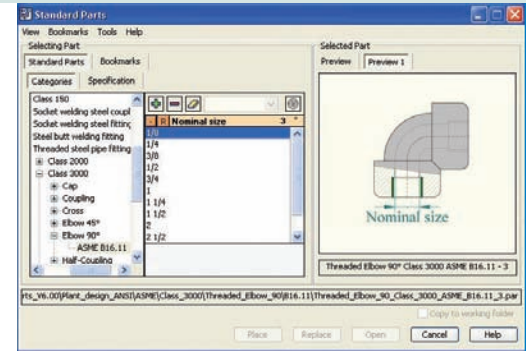 Standard Parts
View Bookmarks Tools Help
Selecting Part
Standard Parts Bookmarks
Categories Specification
Class 150
Socket welding steel coupl
Socket welding steel fitting
Steel butt welding fitting
Threaded steel pipe fitting
Class 2000
Class 3000
Cap
Coupling
Cross
Elbow 45°
Elbow 90°
ASME B16.11
Half-Coupling
- R Nominal size 3
1/8
1/4
3/8
1/2
3/4
1
1 1/4
1 1/2
2
2 1/2
Selected Part
Preview Preview 1
Nominal size
Threaded Elbow 90° Class 3000 ASME B16.11 - 3
rts_V6.00\Plant_design_ANSI\ASME\Class_3000\Threaded_Elbow_90\B16.11\Threaded_Elbow_90_Class_3000_ASME_B16.11_3.par
Copy to working folder
Place Replace Open Cancel Help